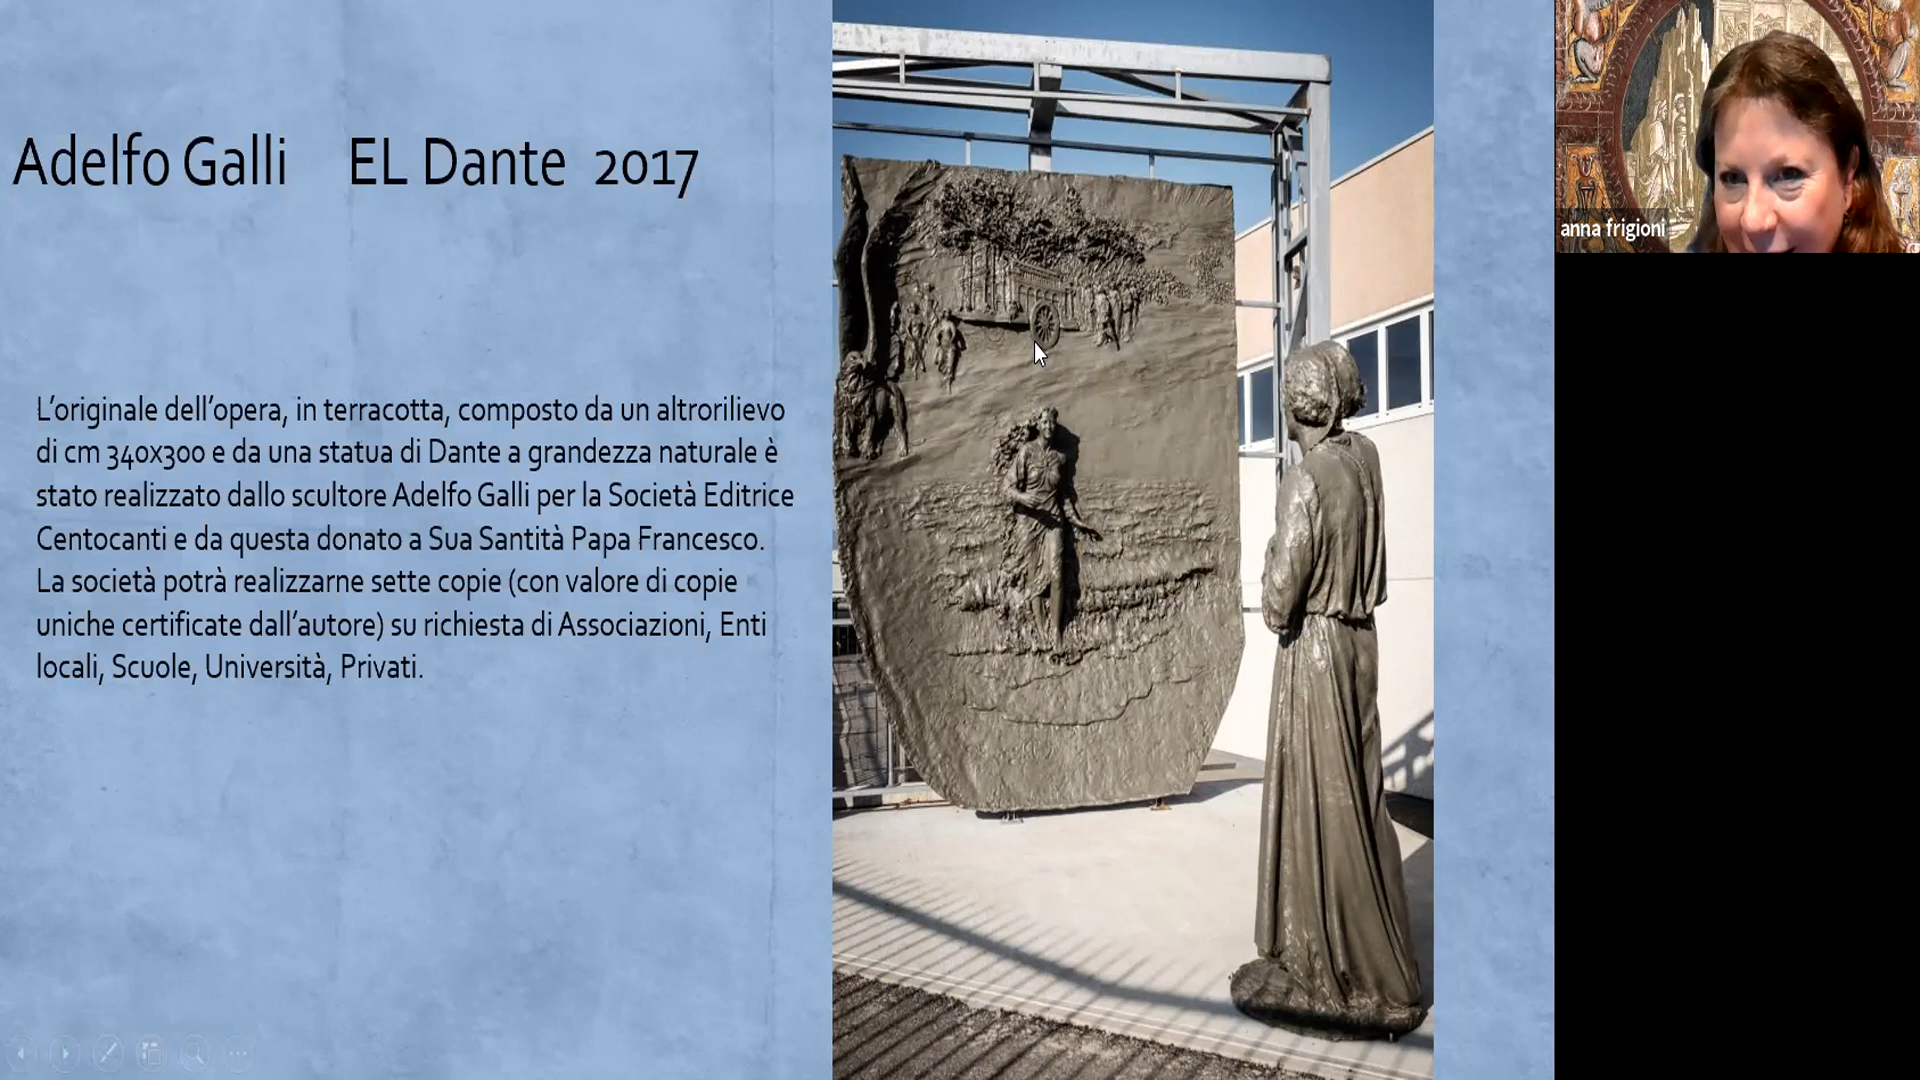 Adelfo Galli EL Dante 2017
L’originale dell’opera, in terracotta, composto da un altrorilievo
di cm 340x300 e da una statua di Dante a grandezza naturale è
stato realizzato dallo scultore Adelfo Galli per la Società Editrice
Centocanti e da questa donato a Sua Santità Papa Francesco.
La società potrà realizzarne sette copie (con valore di copie
uniche certificate dall’autore) su richiesta di Associazioni, Enti
locali, Scuole, Università, Privati.
anna frigioni